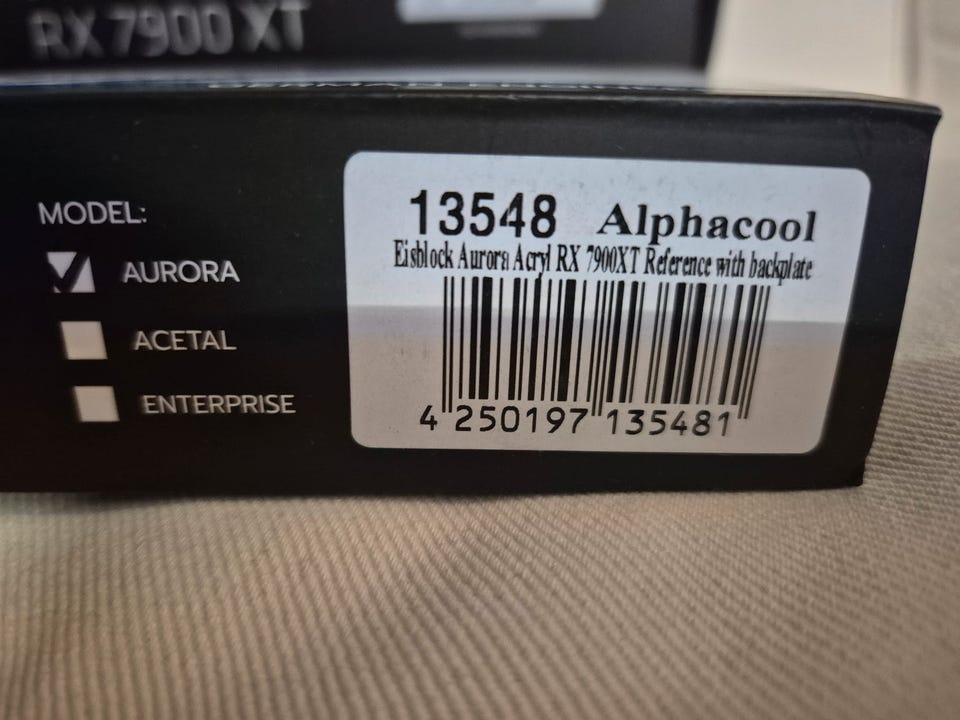 RX 7900 XT
MODEL:
AURORA
ACETAL
ENTERPRISE
13548 Alphacool
Eisblock Aurora Acryl RX 7900XT Reference with backplate
4 250197 135481